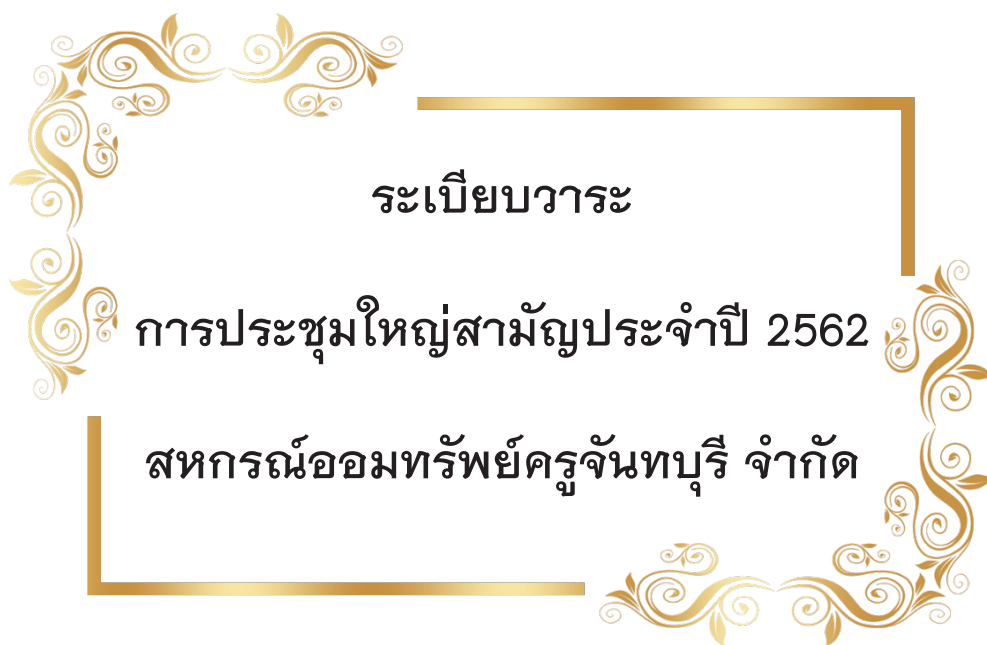 ระเบียบวาระ
การประชุมใหญ่สามัญประจำปี 2562
สหกรณ์ออมทรัพย์ครูจันทบุรี จำกัด